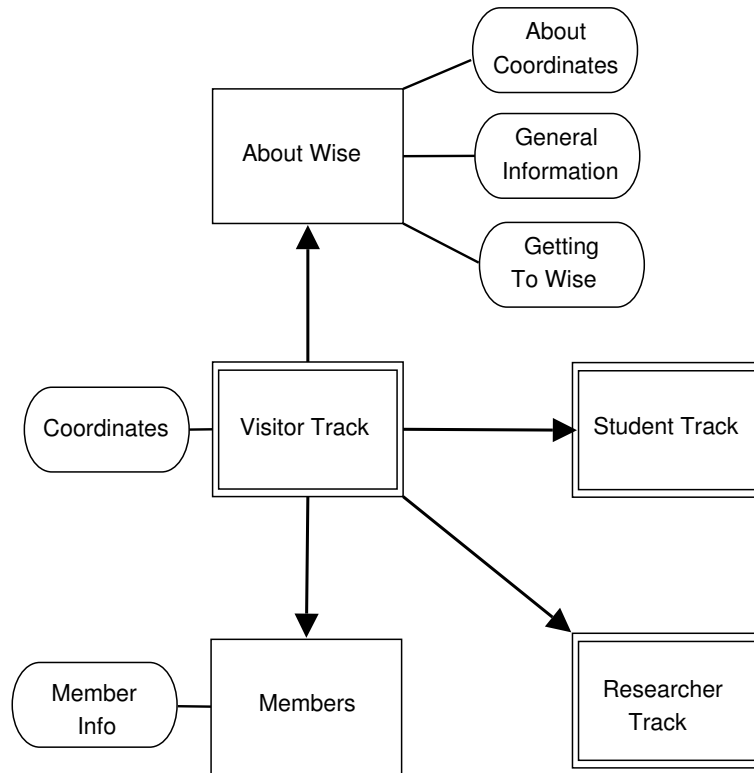 About
Coordinates
About Wise
General
Information
Getting
To Wise
Coordinates
Visitor Track
Student Track
Member
Info
Members
Researcher
Track